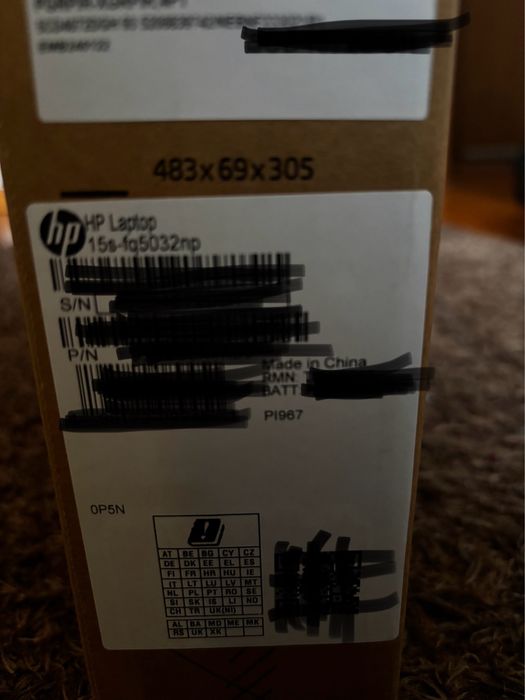 483x69x305
hp
HP Laptop
15s-fq5032np
S/N
P/N
Made in China
RMN
BATT
PI967
0P5N
AT BE BG CY CZ
DE DK EE EL ES
FI FR HR HU IE
IT LT LU LV MT
NL PL PT RO SE
SI SK IS LI NO
CH TR UK(NI)
AL BA MD ME MK
RS UK XK